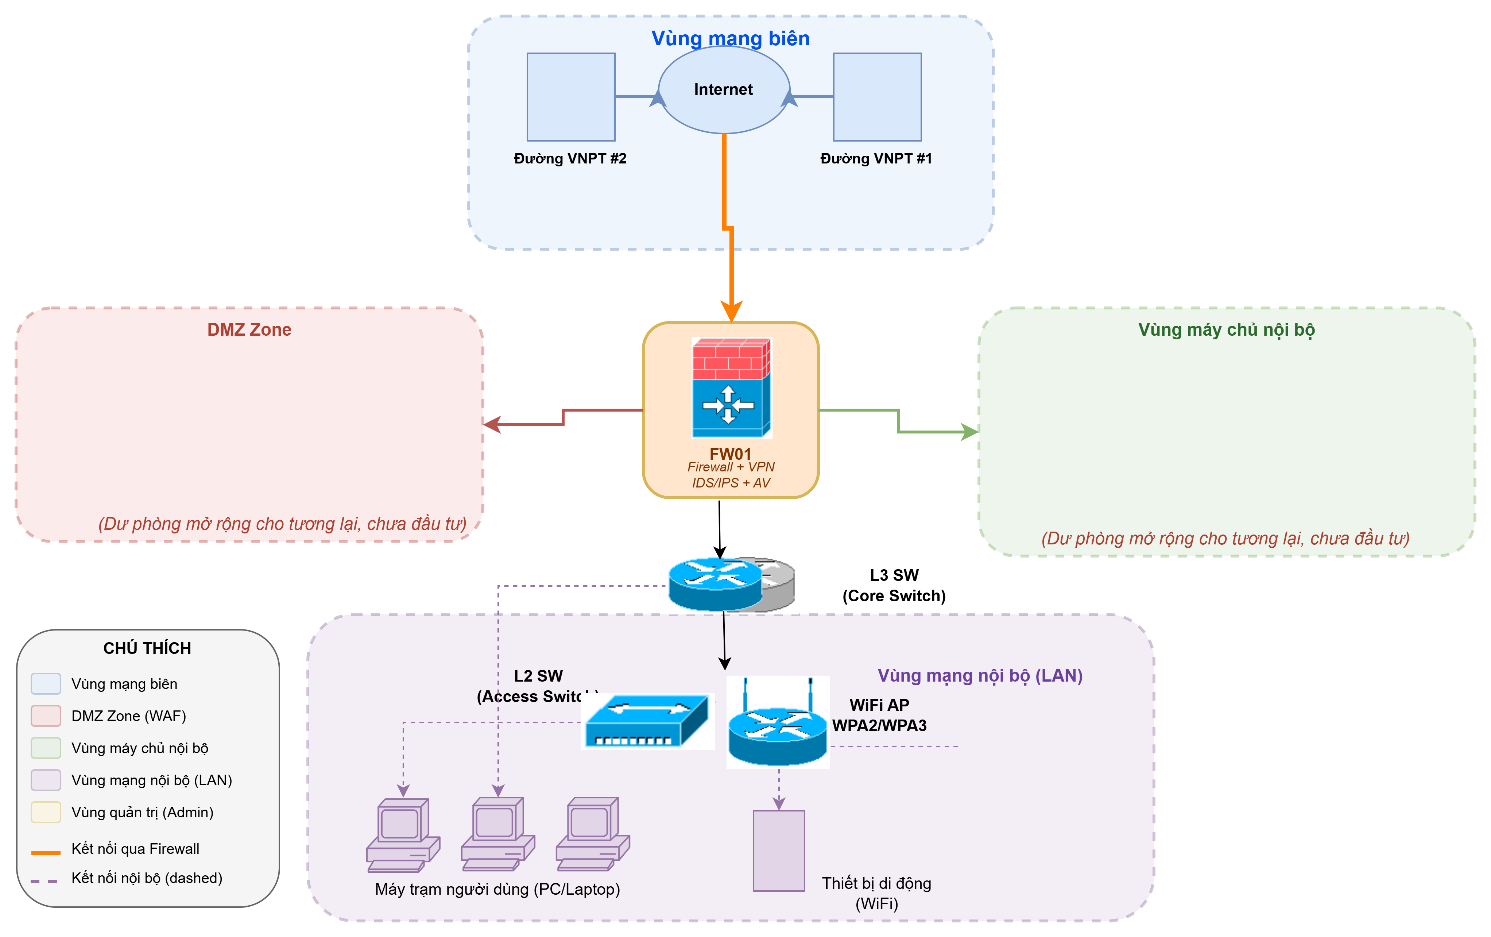 Vùng mạng biên
Internet
Đường VNPT #2
Đường VNPT #1
DMZ Zone
(Dư phòng mở rộng cho tương lại, chưa đầu tư)
FW01
Firewall + VPN
IDS/IPS + AV
Vùng máy chủ nội bộ
(Dư phòng mở rộng cho tương lại, chưa đầu tư)
L3 SW
(Core Switch)
Vùng mạng nội bộ (LAN)
L2 SW
(Access Switch)
WiFi AP
WPA2/WPA3
Máy trạm người dùng (PC/Laptop)
Thiết bị di động
(WiFi)
CHÚ THÍCH
Vùng mạng biên
DMZ Zone (WAF)
Vùng máy chủ nội bộ
Vùng mạng nội bộ (LAN)
Vùng quản trị (Admin)
Kết nối qua Firewall
Kết nối nội bộ (dashed)